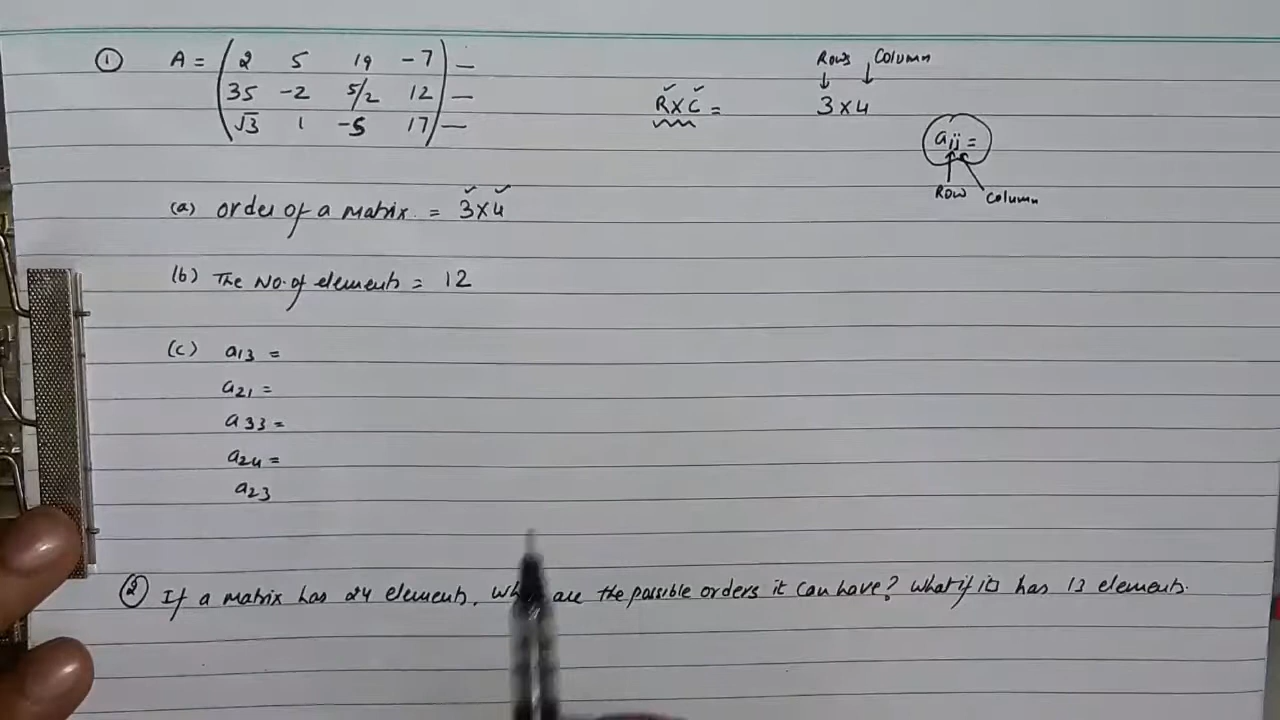 ① A = ( 2 5 19 -7 ) —
35 -2 5/2 12 —
√3 1 -5 17 —
Rows Column
R×C = 3×4
aij =
Row Column
(a) order of a matrix. = 3×4
(b) The No. of elements = 12
(c) a13 =
a21 =
a33 =
a24 =
a23
② If a matrix has 24 elements, are the possible orders it can have? What if it has 13 elements.